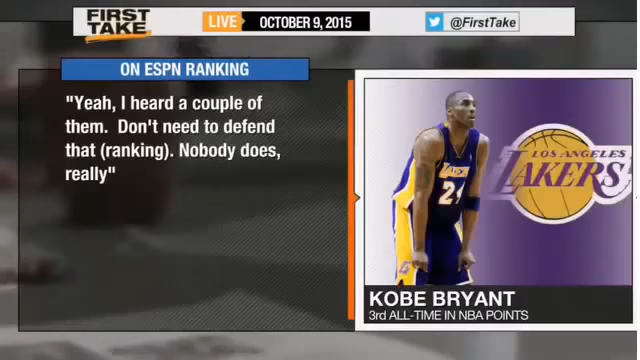 FIRST
TAKE
LIVE OCTOBER 9, 2015 @FirstTake
ON ESPN RANKING
"Yeah, I heard a couple of
them. Don't need to defend
that (ranking). Nobody does,
really"
LAKERS
24
LOS ANGELES
LAKERS
KOBE BRYANT
3rd ALL-TIME IN NBA POINTS